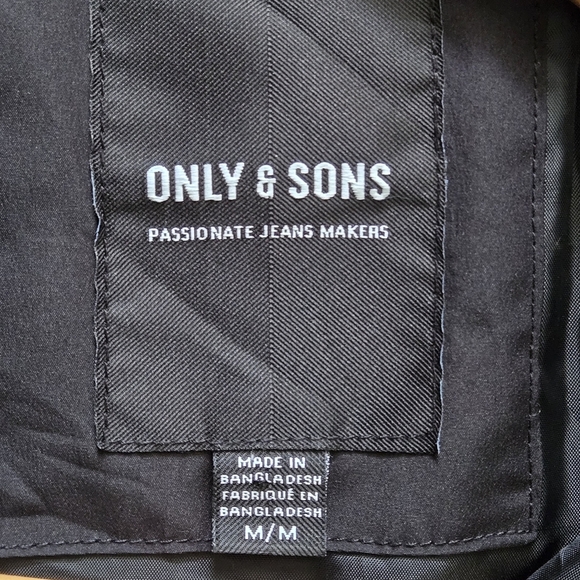 ONLY & SONS
PASSIONATE JEANS MAKERS
MADE IN
BANGLADESH
FABRIQUÉ EN
BANGLADESH
M/M